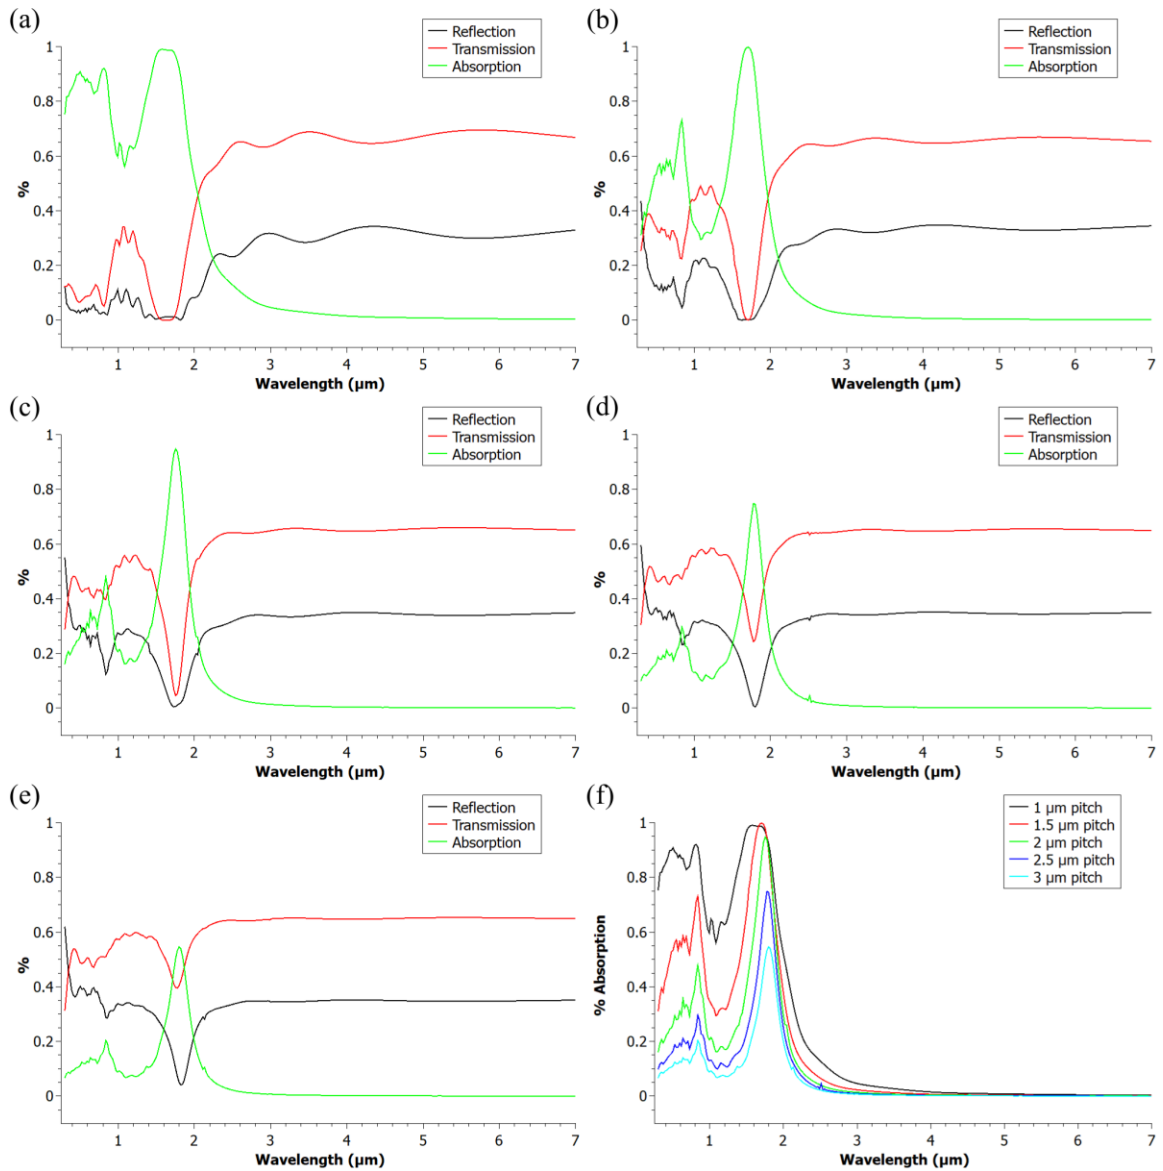 (a)
Reflection
Transmission
Absorption
1
0.8
0.6
0.4
0.2
0
%
1 2 3 4 5 6 7
Wavelength (μm)
(b)
Reflection
Transmission
Absorption
1
0.8
0.6
0.4
0.2
0
%
1 2 3 4 5 6 7
Wavelength (μm)
(c)
Reflection
Transmission
Absorption
1
0.8
0.6
0.4
0.2
0
%
1 2 3 4 5 6 7
Wavelength (μm)
(d)
Reflection
Transmission
Absorption
1
0.8
0.6
0.4
0.2
0
%
1 2 3 4 5 6 7
Wavelength (μm)
(e)
Reflection
Transmission
Absorption
1
0.8
0.6
0.4
0.2
0
%
1 2 3 4 5 6 7
Wavelength (μm)
(f)
1 μm pitch
1.5 μm pitch
2 μm pitch
2.5 μm pitch
3 μm pitch
1
0.8
0.6
0.4
0.2
0
% Absorption
1 2 3 4 5 6 7
Wavelength (μm)